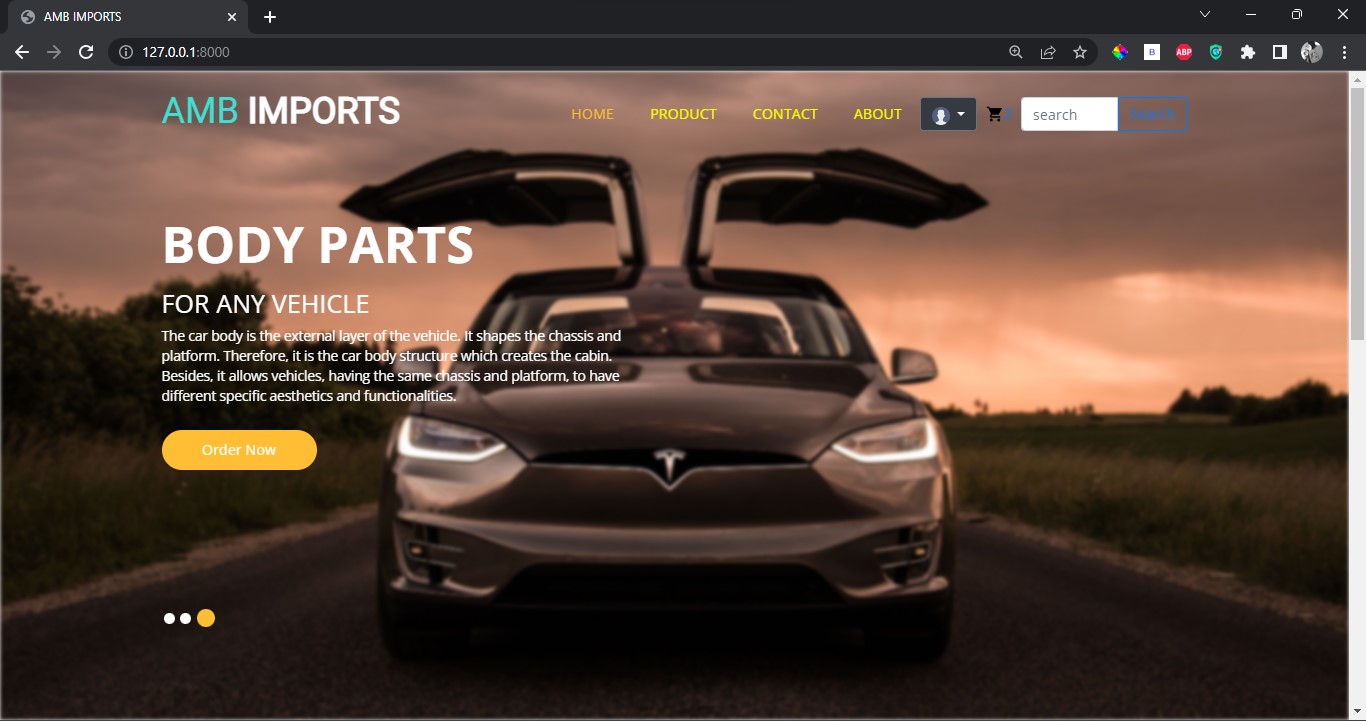 AMB IMPORTS
127.0.0.1:8000
B
ABP
AMB IMPORTS
HOME
PRODUCT
CONTACT
ABOUT
search
Search
BODY PARTS
FOR ANY VEHICLE
The car body is the external layer of the vehicle. It shapes the chassis and
platform. Therefore, it is the car body structure which creates the cabin.
Besides, it allows vehicles, having the same chassis and platform, to have
different specific aesthetics and functionalities.
Order Now